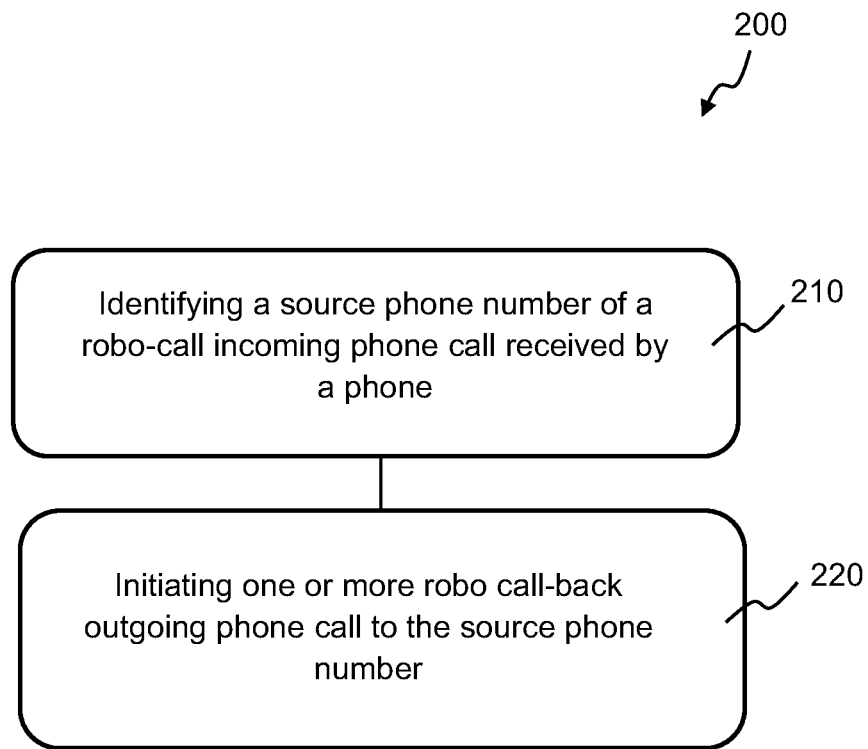 200
Identifying a source phone number of a
robo-call incoming phone call received by
a phone
210
Initiating one or more robo call-back
outgoing phone call to the source phone
number
220